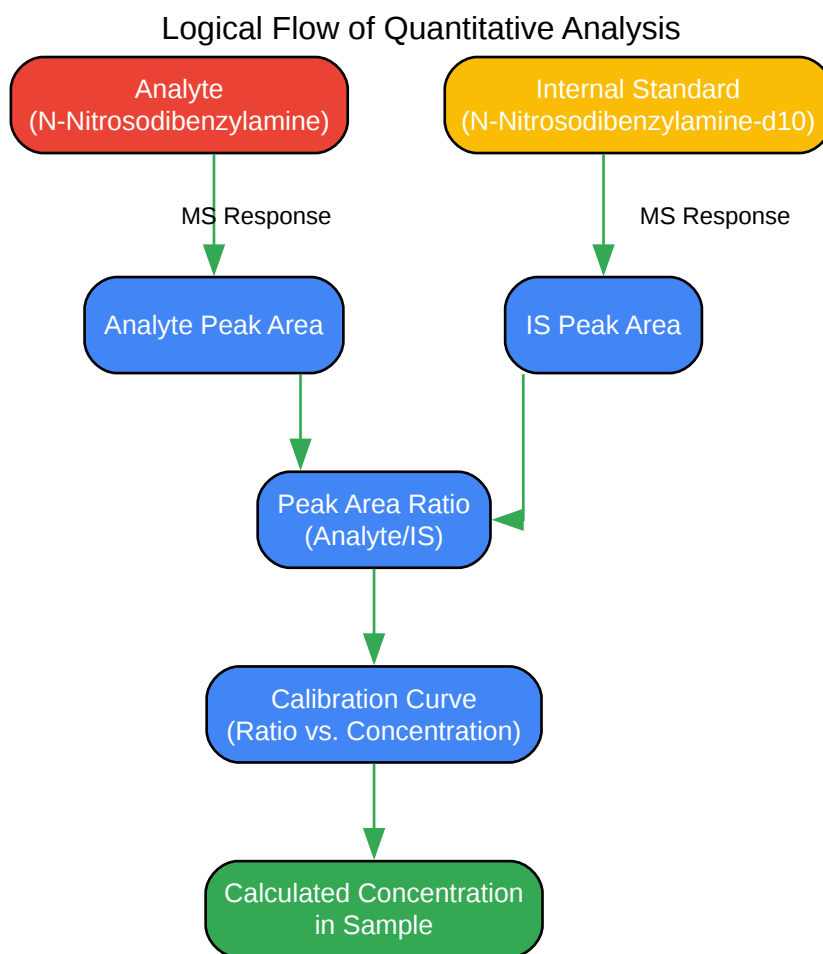 Logical Flow of Quantitative Analysis
Analyte
(N-Nitrosodibenzylamine)
Internal Standard
(N-Nitrosodibenzylamine-d10)
MS Response
MS Response
Analyte Peak Area
IS Peak Area
Peak Area Ratio
(Analyte/IS)
Calibration Curve
(Ratio vs. Concentration)
Calculated Concentration
in Sample